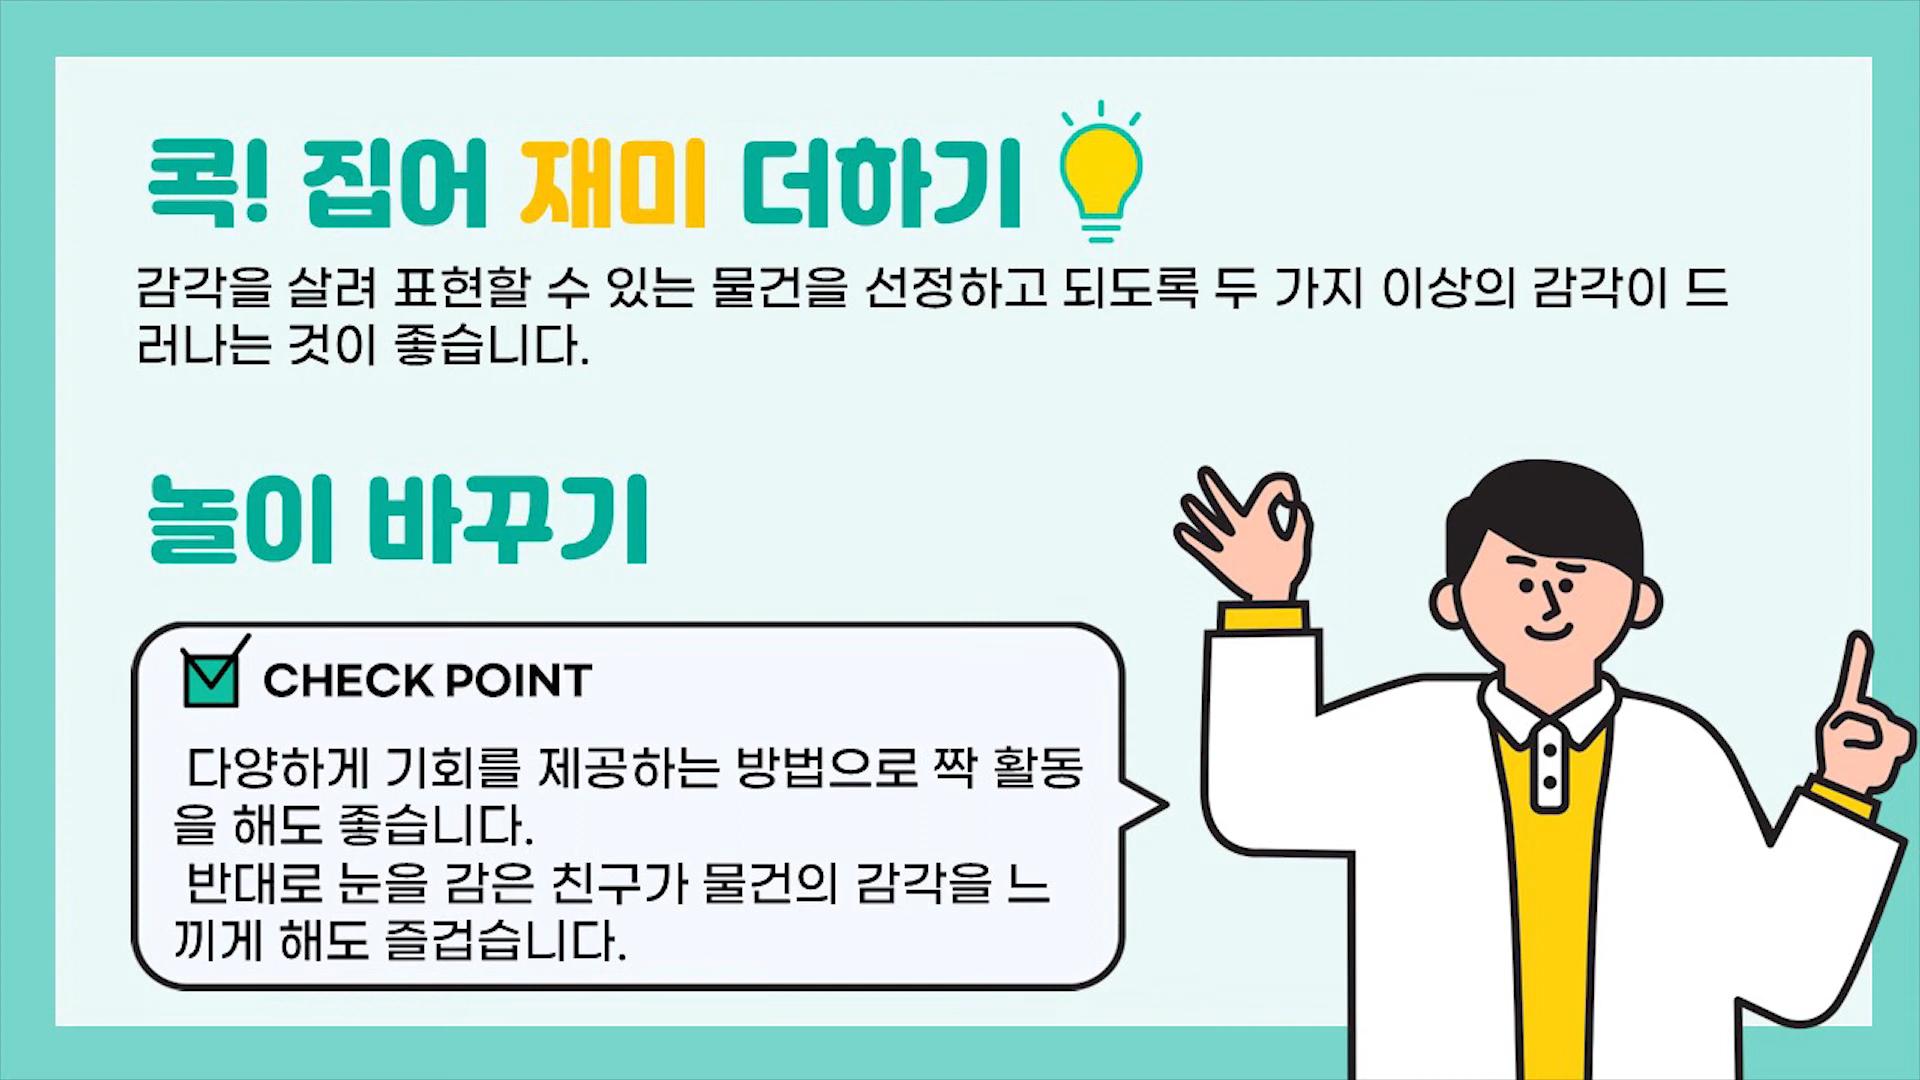 콕! 집어 재미 더하기
감각을 살려 표현할 수 있는 물건을 선정하고 되도록 두 가지 이상의 감각이 드
러나는 것이 좋습니다.
놀이 바꾸기
CHECK POINT
다양하게 기회를 제공하는 방법으로 짝 활동
을 해도 좋습니다.
반대로 눈을 감은 친구가 물건의 감각을 느
끼게 해도 즐겁습니다.